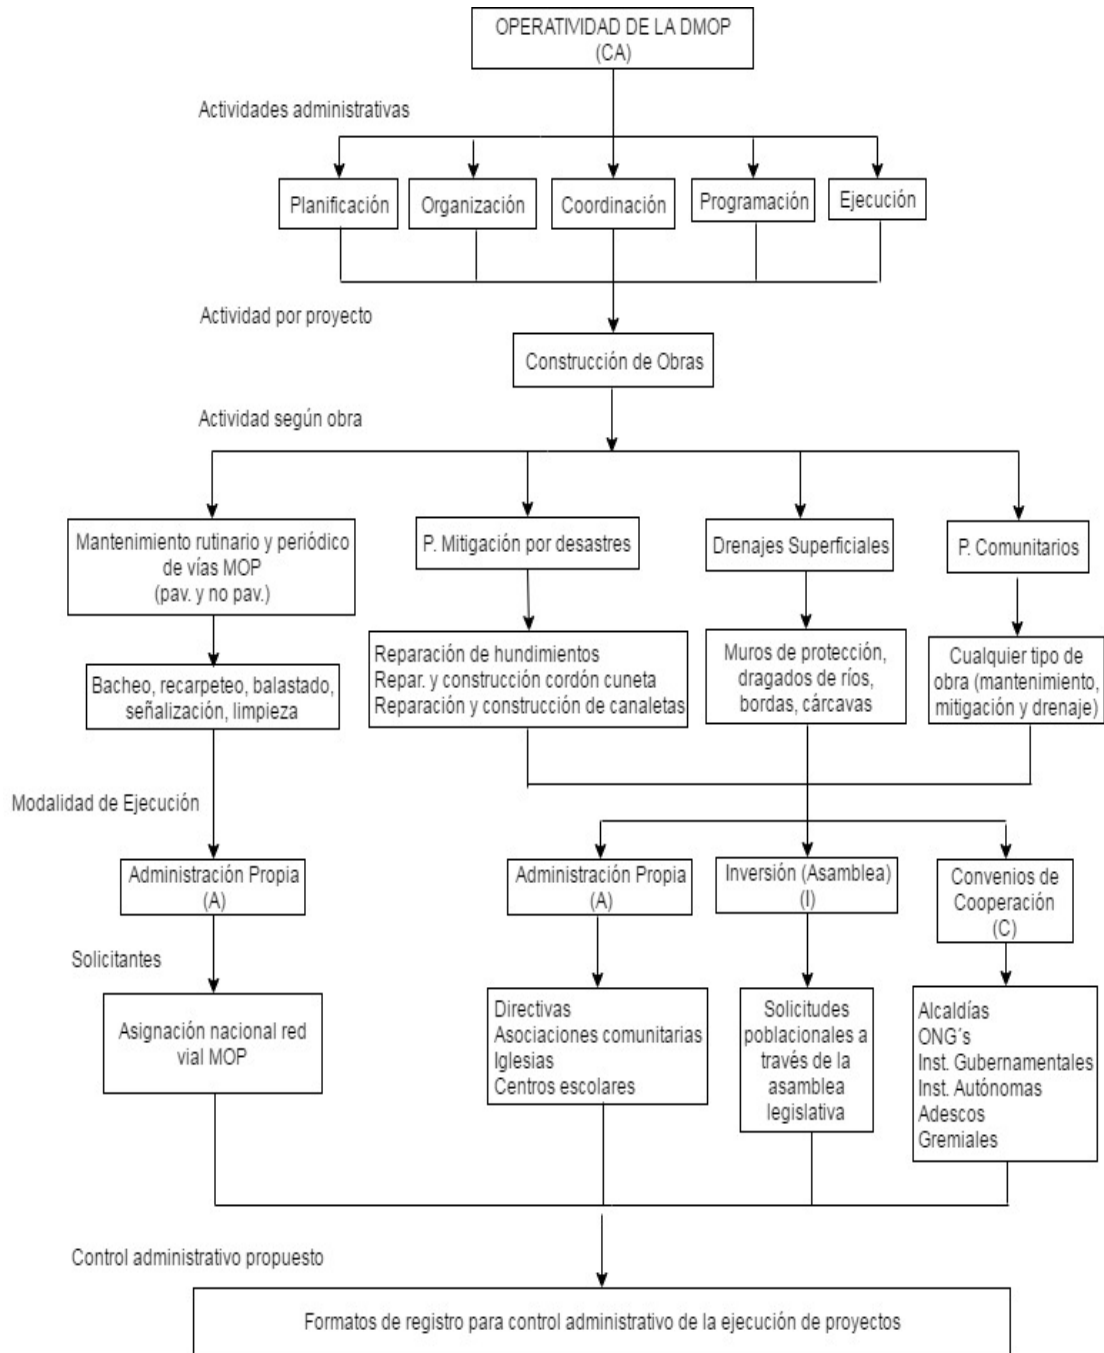 OPERATIVIDAD DE LA DMOP
(CA)
Actividades administrativas
Planificación
Organización
Coordinación
Programación
Ejecución
Actividad por proyecto
Construcción de Obras
Actividad según obra
Mantenimiento rutinario y periódico
de vías MOP
(pav. y no pav.)
P. Mitigación por desastres
Drenajes Superficiales
P. Comunitarios
Bacheo, recarpeteo, balastado,
señalización, limpieza
Reparación de hundimientos
Repar. y construcción cordón cuneta
Reparación y construcción de canaletas
Muros de protección,
dragados de ríos,
bordas, cárcavas
Cualquier tipo de
obra (mantenimiento,
mitigación y drenaje)
Modalidad de Ejecución
Administración Propia
(A)
Administración Propia
(A)
Inversión (Asamblea)
(I)
Convenios de
Cooperación
(C)
Solicitantes
Asignación nacional red
vial MOP
Directivas
Asociaciones comunitarias
Iglesias
Centros escolares
Solicitudes
poblacionales a
través de la
asamblea
legislativa
Alcaldías
ONG´s
Inst. Gubernamentales
Inst. Autónomas
Adescos
Gremiales
Control administrativo propuesto
Formatos de registro para control administrativo de la ejecución de proyectos